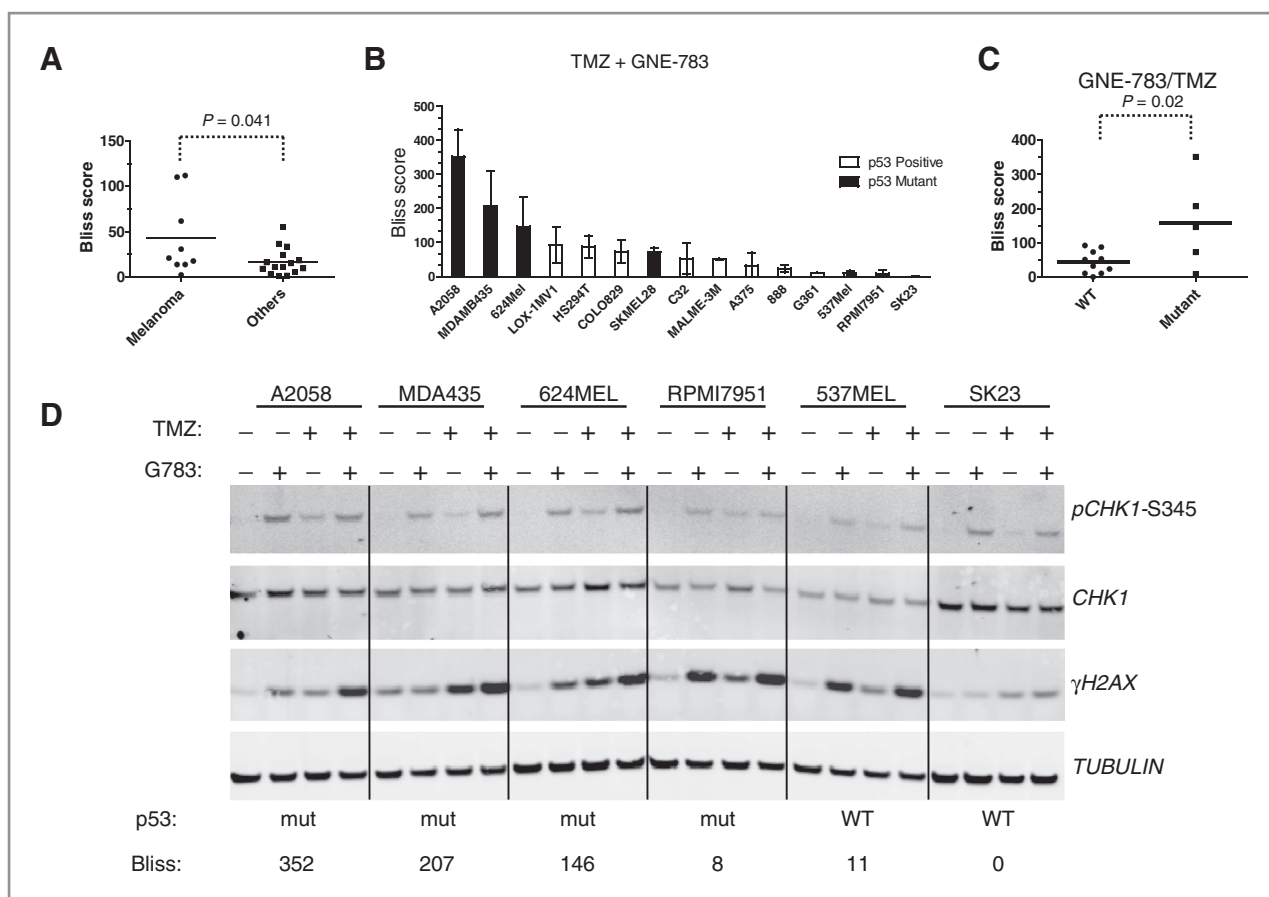 A
P = 0.041
Bliss score
150
100
50
0
Melanoma
Others
B
TMZ + GNE-783
Bliss score
500
400
300
200
100
0
p53 Positive
p53 Mutant
A2058
MDAMB435
624Mel
LOX-1MV1
HS294T
COLO829
SKMEL28
C32
MALME-3M
A375
888
G361
537Mel
RPMI7951
SK23
C
GNE-783/TMZ
P = 0.02
Bliss score
400
300
200
100
0
WT
Mutant
D
A2058 MDA435 624MEL RPMI7951 537MEL SK23
TMZ: – – + + – – + + – – + + – – + + – – + + – – + +
G783: – + – + – + – + – + – + – + – + – + – + – + – +
pCHK1-S345
CHK1
γH2AX
TUBULIN
p53: mut mut mut mut WT WT
Bliss: 352 207 146 8 11 0